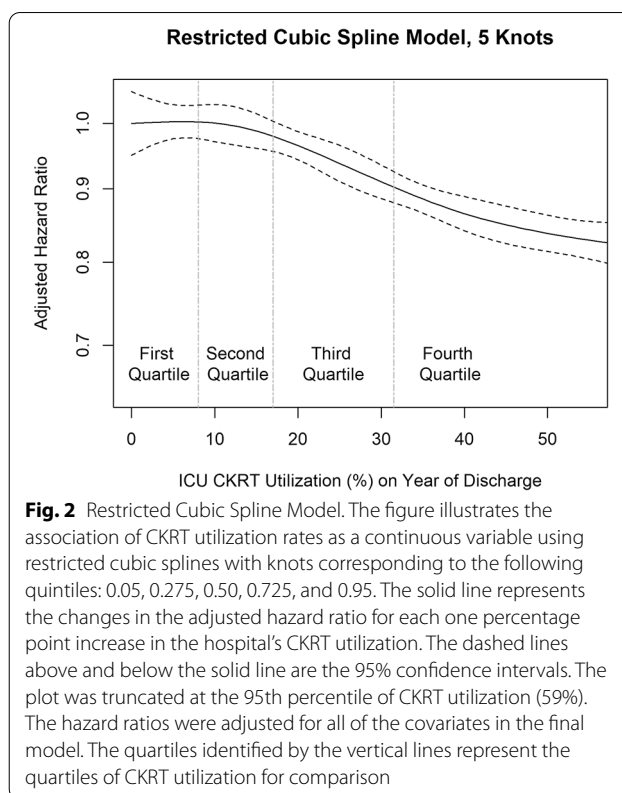 Restricted Cubic Spline Model, 5 Knots
Adjusted Hazard Ratio
1.0
0.9
0.8
0.7
First
Quartile
Second
Quartile
Third
Quartile
Fourth
Quartile
0 10 20 30 40 50
ICU CKRT Utilization (%) on Year of Discharge
Fig. 2 Restricted Cubic Spline Model. The figure illustrates the
association of CKRT utilization rates as a continuous variable using
restricted cubic splines with knots corresponding to the following
quintiles: 0.05, 0.275, 0.50, 0.725, and 0.95. The solid line represents
the changes in the adjusted hazard ratio for each one percentage
point increase in the hospital's CKRT utilization. The dashed lines
above and below the solid line are the 95% confidence intervals. The
plot was truncated at the 95th percentile of CKRT utilization (59%).
The hazard ratios were adjusted for all of the covariates in the final
model. The quartiles identified by the vertical lines represent the
quartiles of CKRT utilization for comparison